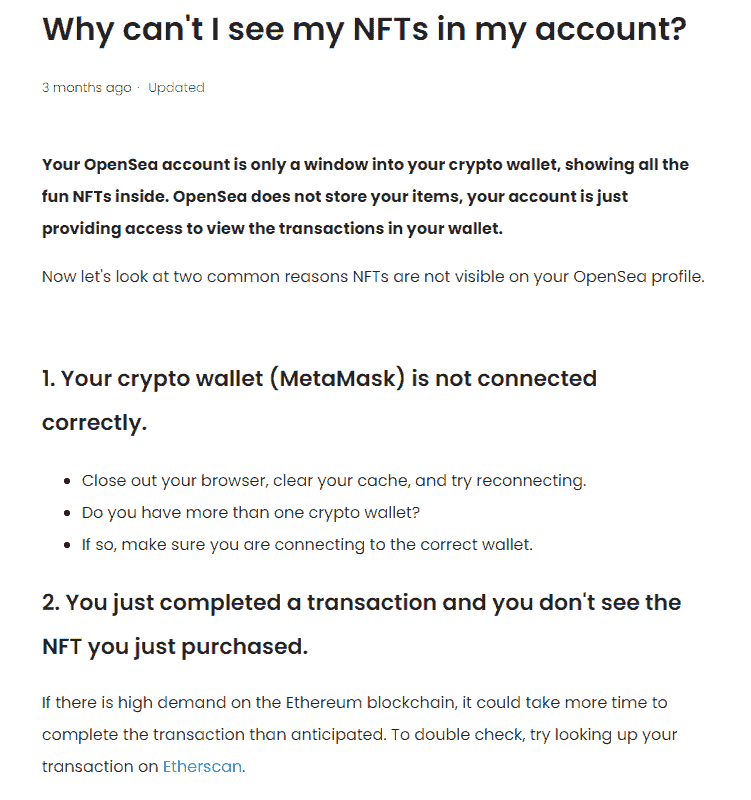 Why can't I see my NFTs in my account?
3 months ago · Updated
Your OpenSea account is only a window into your crypto wallet, showing all the
fun NFTs inside. OpenSea does not store your items, your account is just
providing access to view the transactions in your wallet.
Now let's look at two common reasons NFTs are not visible on your OpenSea profile.
1. Your crypto wallet (MetaMask) is not connected
correctly.
• Close out your browser, clear your cache, and try reconnecting.
• Do you have more than one crypto wallet?
• If so, make sure you are connecting to the correct wallet.
2. You just completed a transaction and you don't see the
NFT you just purchased.
If there is high demand on the Ethereum blockchain, it could take more time to
complete the transaction than anticipated. To double check, try looking up your
transaction on Etherscan.